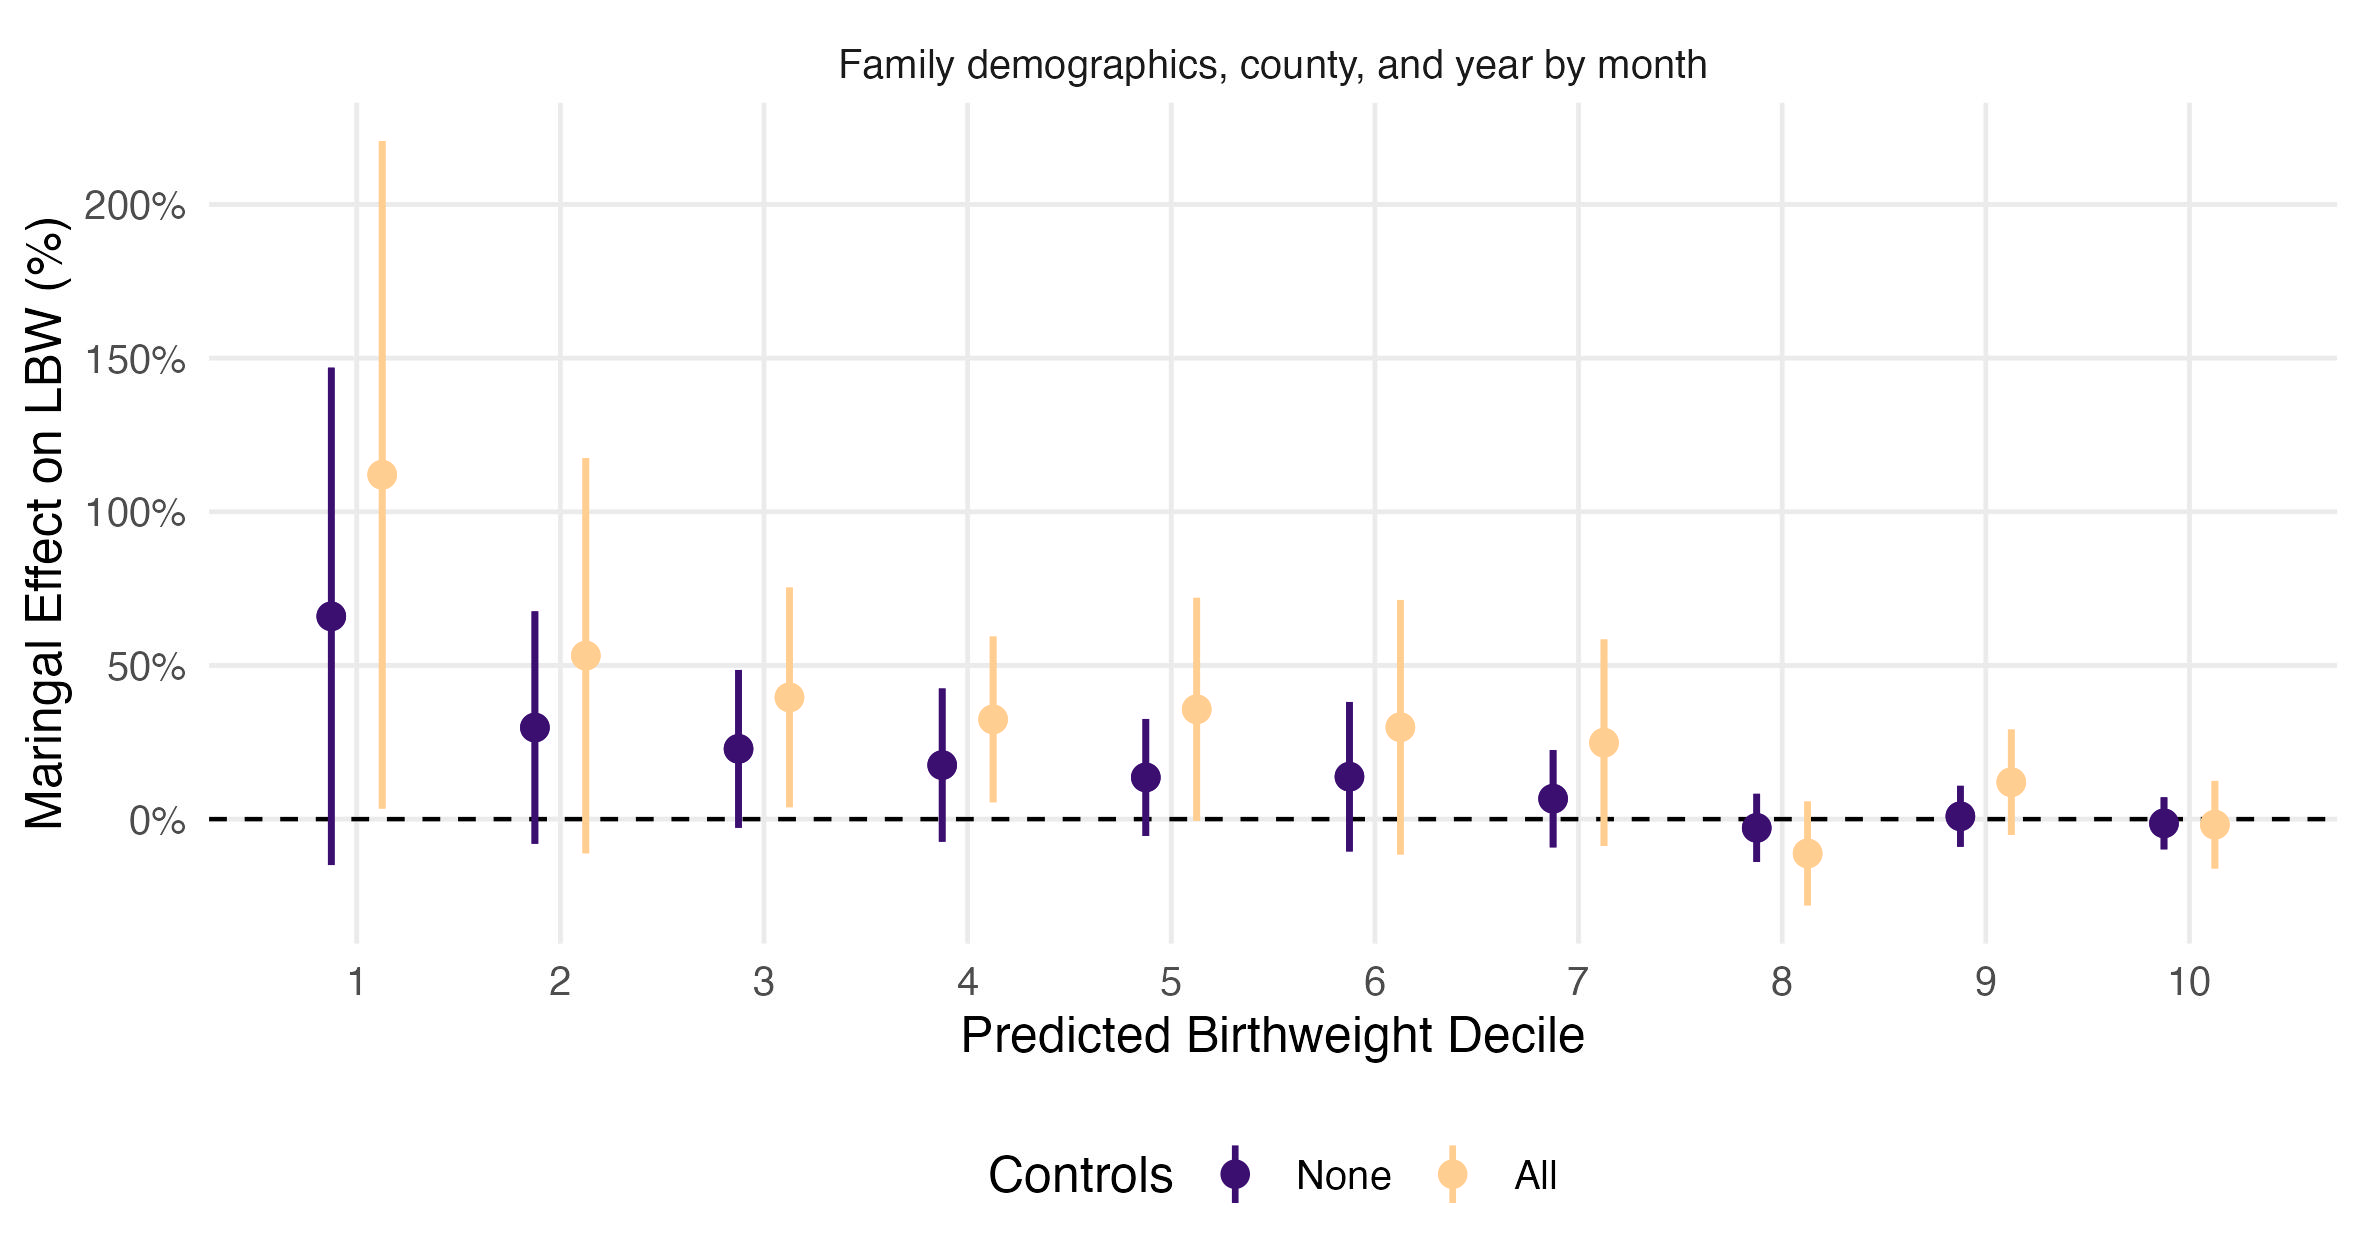 Family demographics, county, and year by month
Maringal Effect on LBW (%)
200%
150%
100%
50%
0%
1 2 3 4 5 6 7 8 9 10
Predicted Birthweight Decile
Controls None All